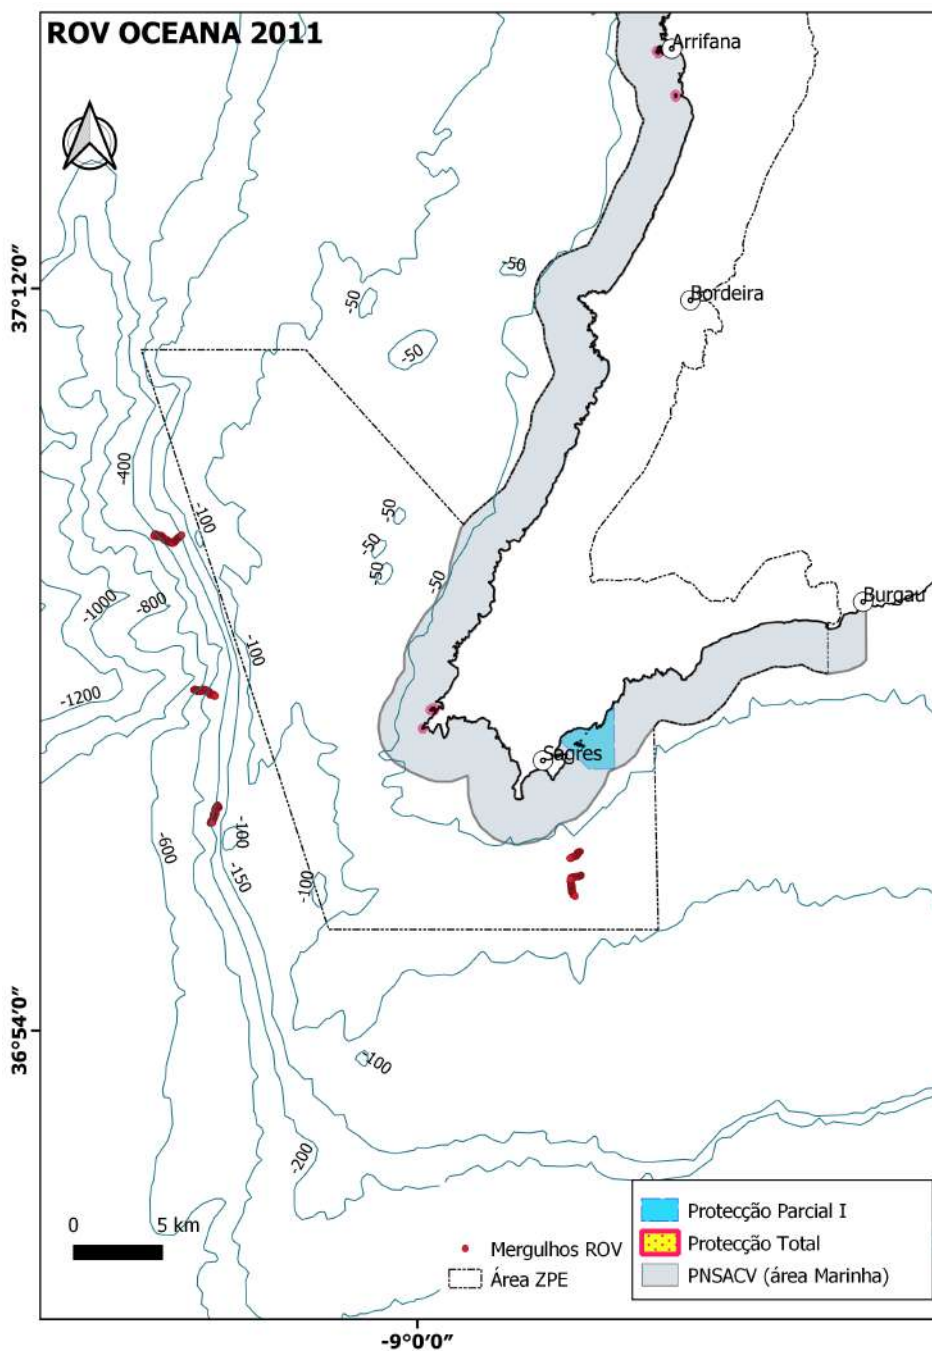 ROV OCEANA 2011
Arrifana
-50
-50
Bordeira
-50
37°12'0"
-400
-100
-50
-50
-50
-50
-1000
-800
Burgau
-100
-1200
Sagres
-600
-100
-150
-100
36°54'0"
-100
-200
0 5 km
Mergulhos ROV
Área ZPE
Protecção Parcial I
Protecção Total
PNSACV (área Marinha)
-9°0'0"